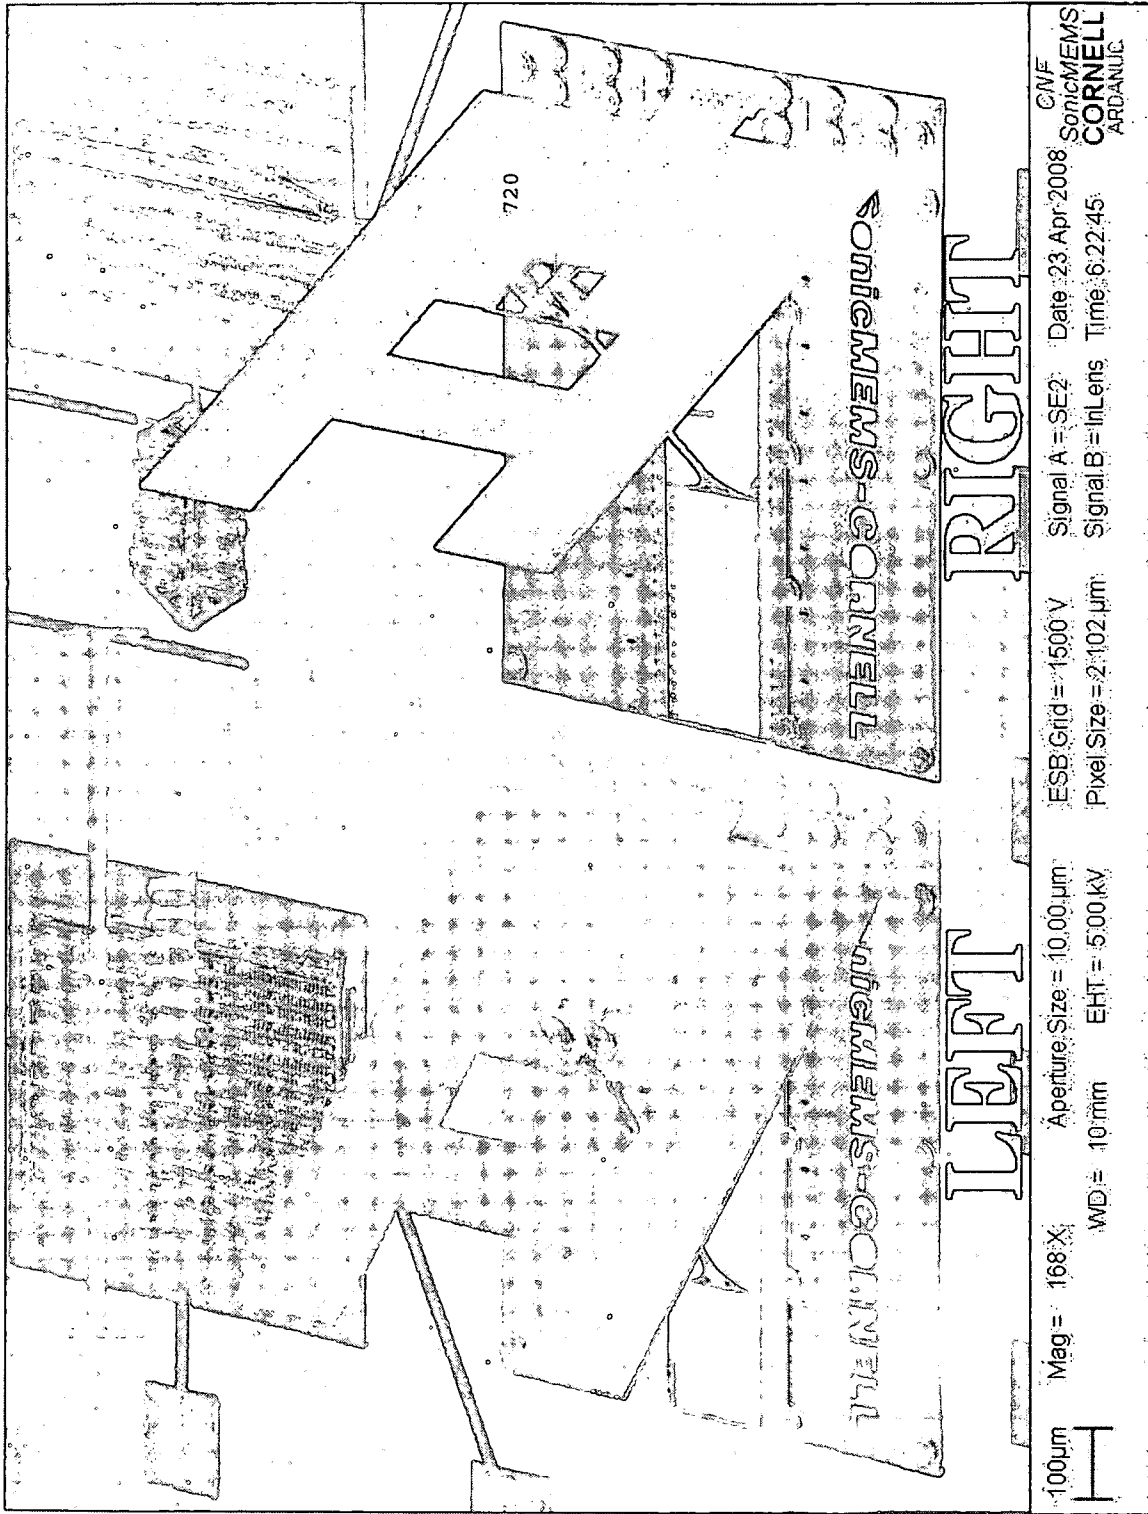 720
SonicMEMS-CORNELL
LEFT
RIGHT
100µm
Mag = 168 X
Aperture Size = 10.00 µm
ESB Grid = 1500 V
Signal A = SE2
Date :23 Apr 2008
WD = 10 mm
EHT = 5.00 kV
Pixel Size = 2.102 µm
Signal B = InLens
Time :6:22:45
CNF
SonicMEMS
CORNELL
ARDANUC